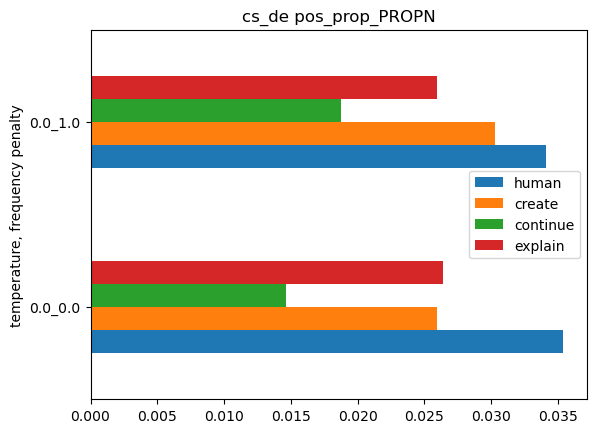 cs_de pos_prop_PROPN
temperature, frequency penalty
0.0_1.0
0.0_0.0
human
create
continue
explain
0.000 0.005 0.010 0.015 0.020 0.025 0.030 0.035